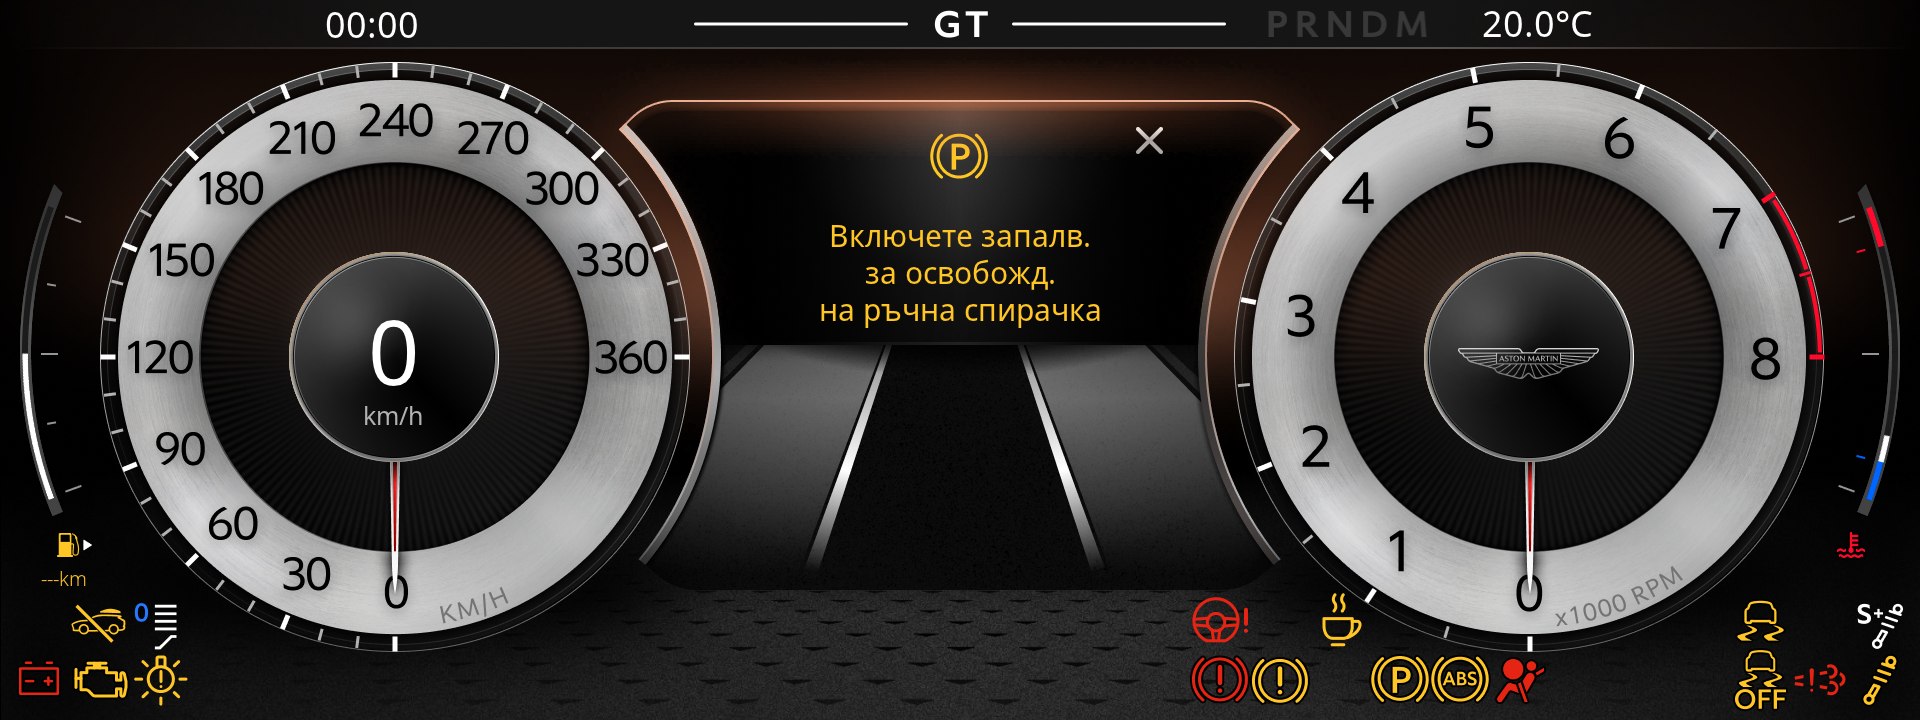 00:00
GT
PRNDM
20.0°C
Включете запалв.
за освобожд.
на ръчна спирачка
240
210
270
180
300
150
330
120
360
90
60
30
0
KM/H
0
km/h
5
6
4
7
3
8
2
1
0
x1000 RPM
ASTON MARTIN
---km
0
P
P
ABS
OFF
S+